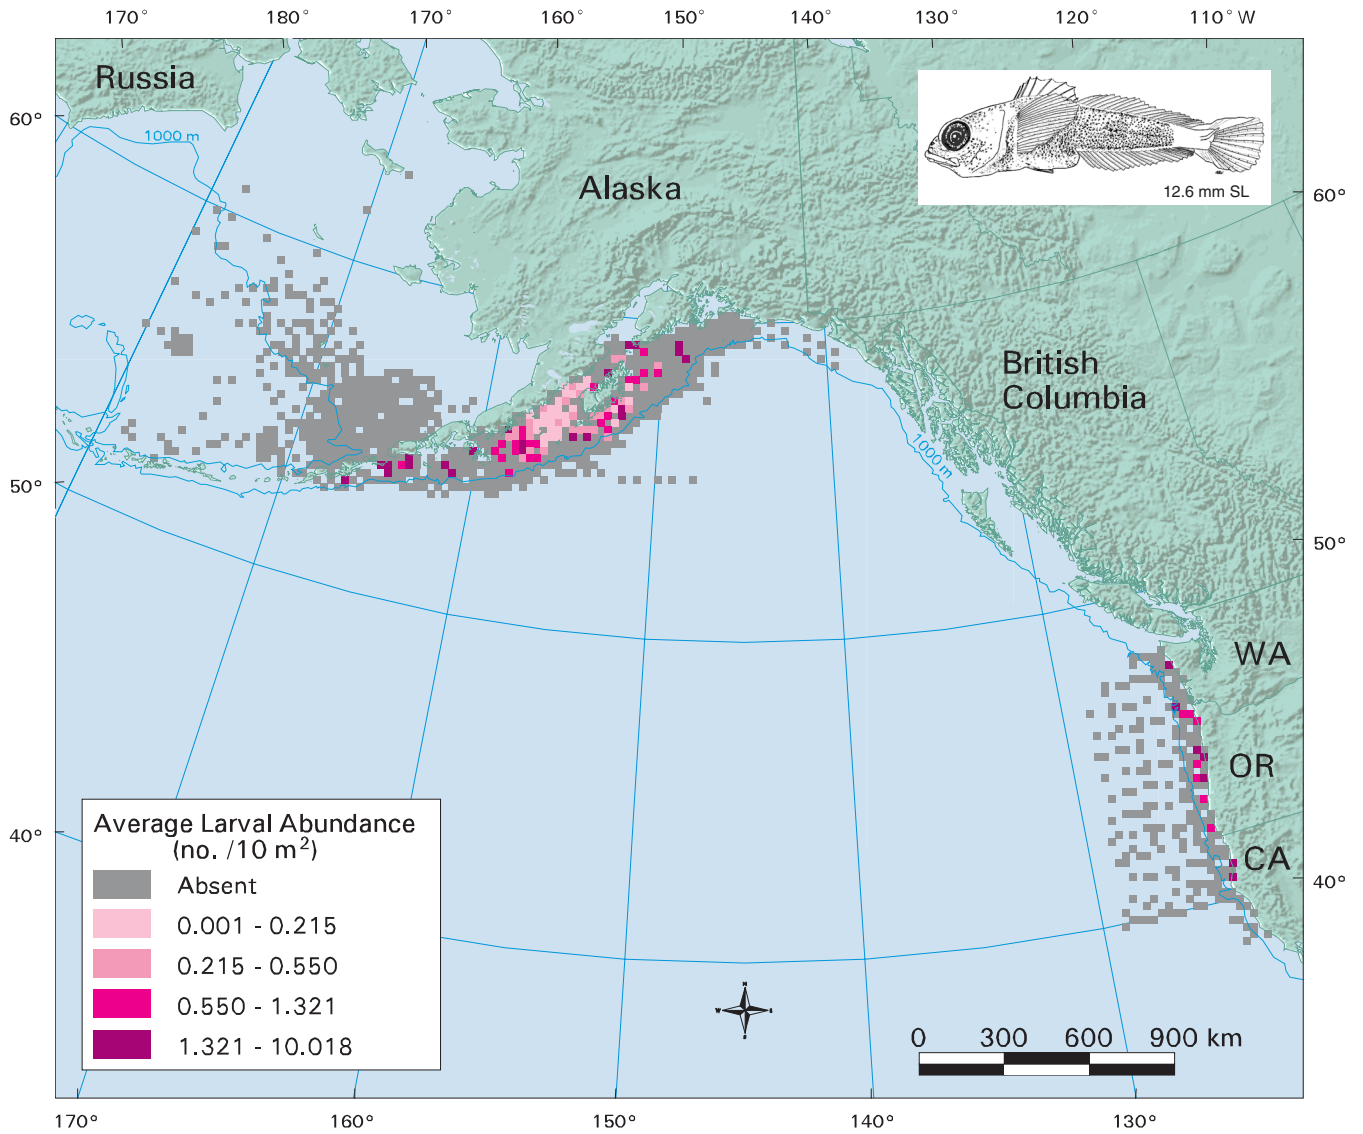 170° 180° 170° 160° 150° 140° 130° 120° 110° W
Russia
60°
1000 m
Alaska
12.6 mm SL
60°
British
Columbia
1000 m
50°
50°
WA
OR
CA
40°
40°
Average Larval Abundance
(no. /10 m²)
Absent
0.001 - 0.215
0.215 - 0.550
0.550 - 1.321
1.321 - 10.018
N
W
S
0 300 600 900 km
170° 160° 150° 140° 130°